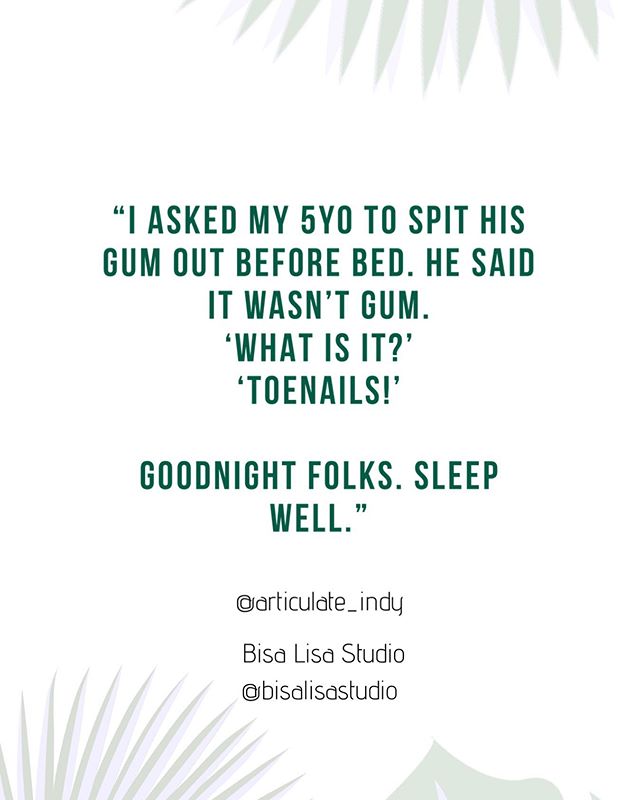 “I ASKED MY 5YO TO SPIT HIS
GUM OUT BEFORE BED. HE SAID
IT WASN’T GUM.
‘WHAT IS IT?’
‘TOENAILS!’
GOODNIGHT FOLKS. SLEEP
WELL.”
@articulate_indy
Bisa Lisa Studio
@bisalisastudio